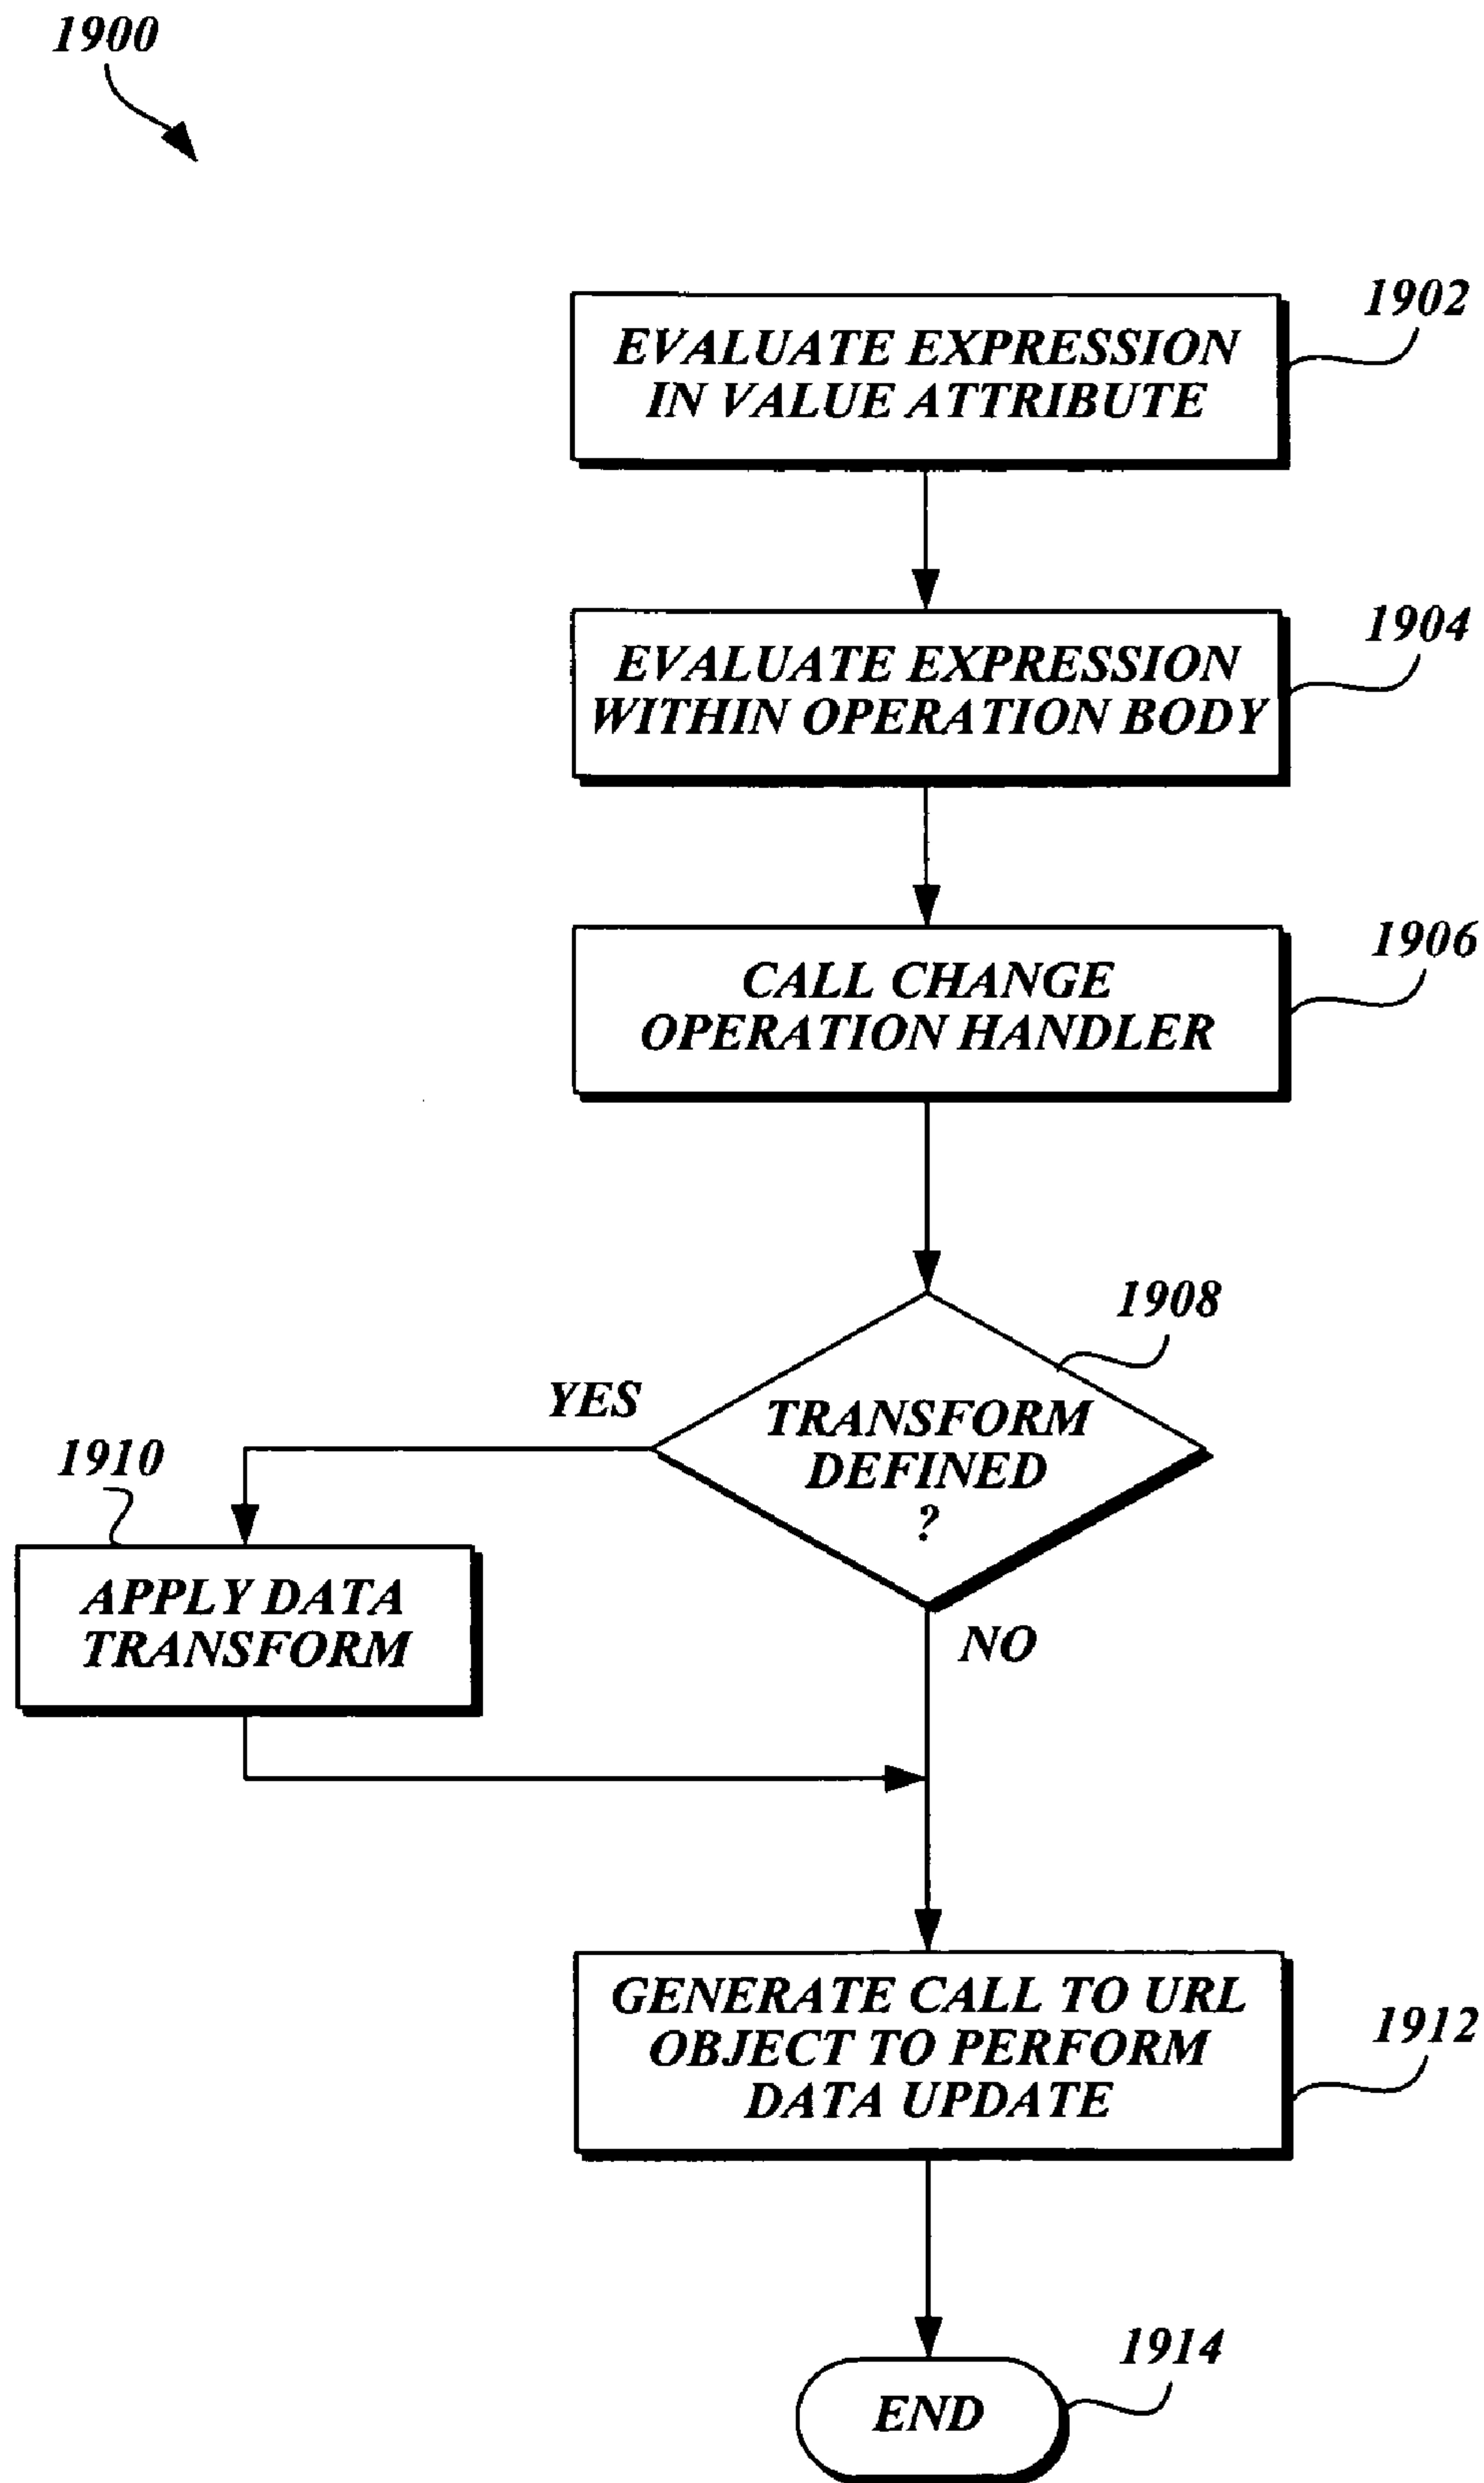 1900
1902
EVALUATE EXPRESSION
IN VALUE ATTRIBUTE
1904
EVALUATE EXPRESSION
WITHIN OPERATION BODY
1906
CALL CHANGE
OPERATION HANDLER
1908
TRANSFORM
DEFINED
?
YES
1910
APPLY DATA
TRANSFORM
NO
1912
GENERATE CALL TO URL
OBJECT TO PERFORM
DATA UPDATE
1914
END